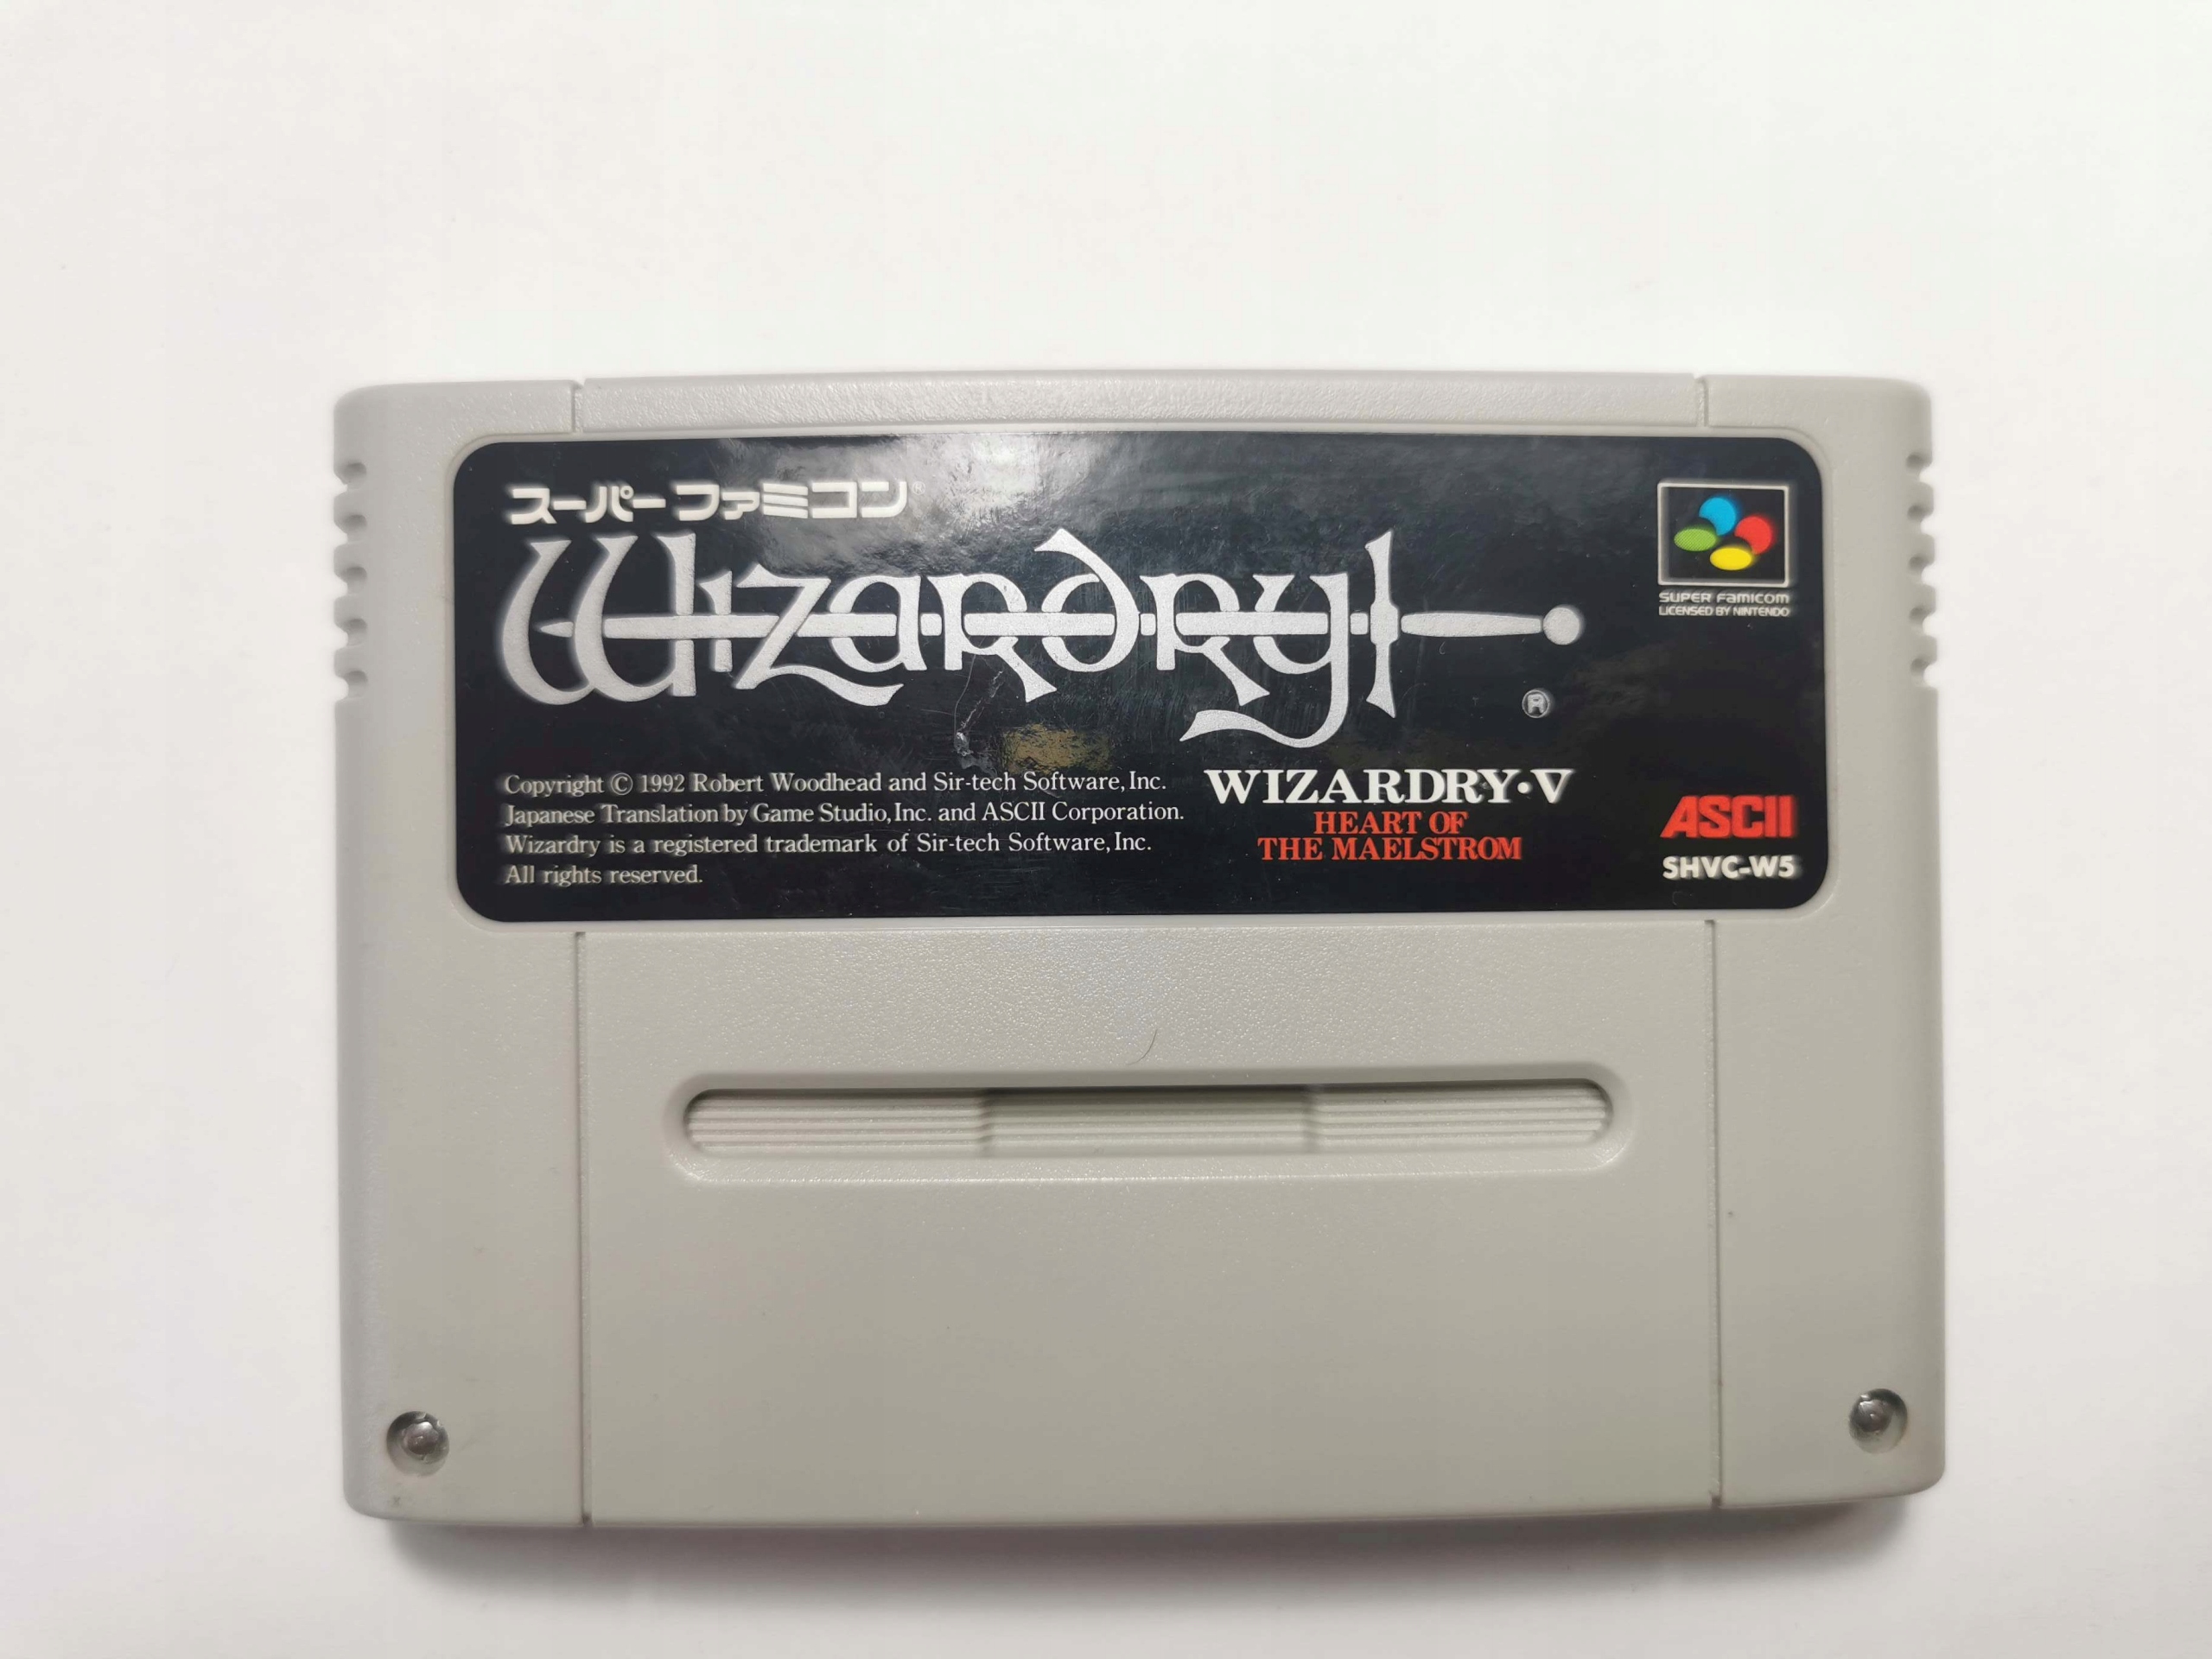 スーパーファミコン®
Wizardry
®
SUPER FAMICOM
LICENSED BY NINTENDO
Copyright © 1992 Robert Woodhead and Sir-tech Software, Inc.
Japanese Translation by Game Studio, Inc. and ASCII Corporation.
Wizardry is a registered trademark of Sir-tech Software, Inc.
All rights reserved.
WIZARDRY·V
HEART OF
THE MAELSTROM
ASCII
SHVC-W5